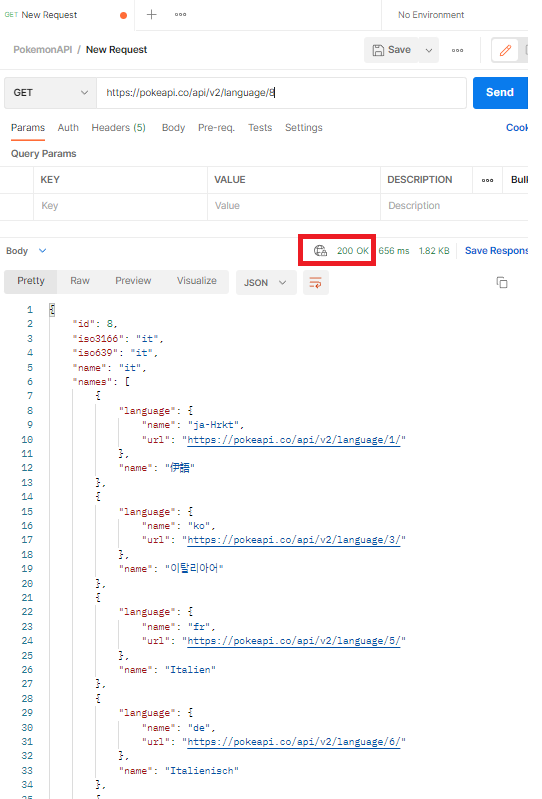 GET New Request
No Environment
PokemonAPI / New Request
Save
GET
https://pokeapi.co/api/v2/language/8
Send
Params Auth Headers (5) Body Pre-req. Tests Settings
Query Params
KEY VALUE DESCRIPTION Bulk
Key Value Description
Body 200 OK 656 ms 1.82 KB Save Respons
Pretty Raw Preview Visualize JSON
1 {
2 "id": 8,
3 "iso3166": "it",
4 "iso639": "it",
5 "name": "it",
6 "names": [
7 {
8 "language": {
9 "name": "ja-Hrkt",
10 "url": "https://pokeapi.co/api/v2/language/1/"
11 },
12 "name": "伊語"
13 },
14 {
15 "language": {
16 "name": "ko",
17 "url": "https://pokeapi.co/api/v2/language/3/"
18 },
19 "name": "이탈리아어"
20 },
21 {
22 "language": {
23 "name": "fr",
24 "url": "https://pokeapi.co/api/v2/language/5/"
25 },
26 "name": "Italien"
27 },
28 {
29 "language": {
30 "name": "de",
31 "url": "https://pokeapi.co/api/v2/language/6/"
32 },
33 "name": "Italienisch"
34 },